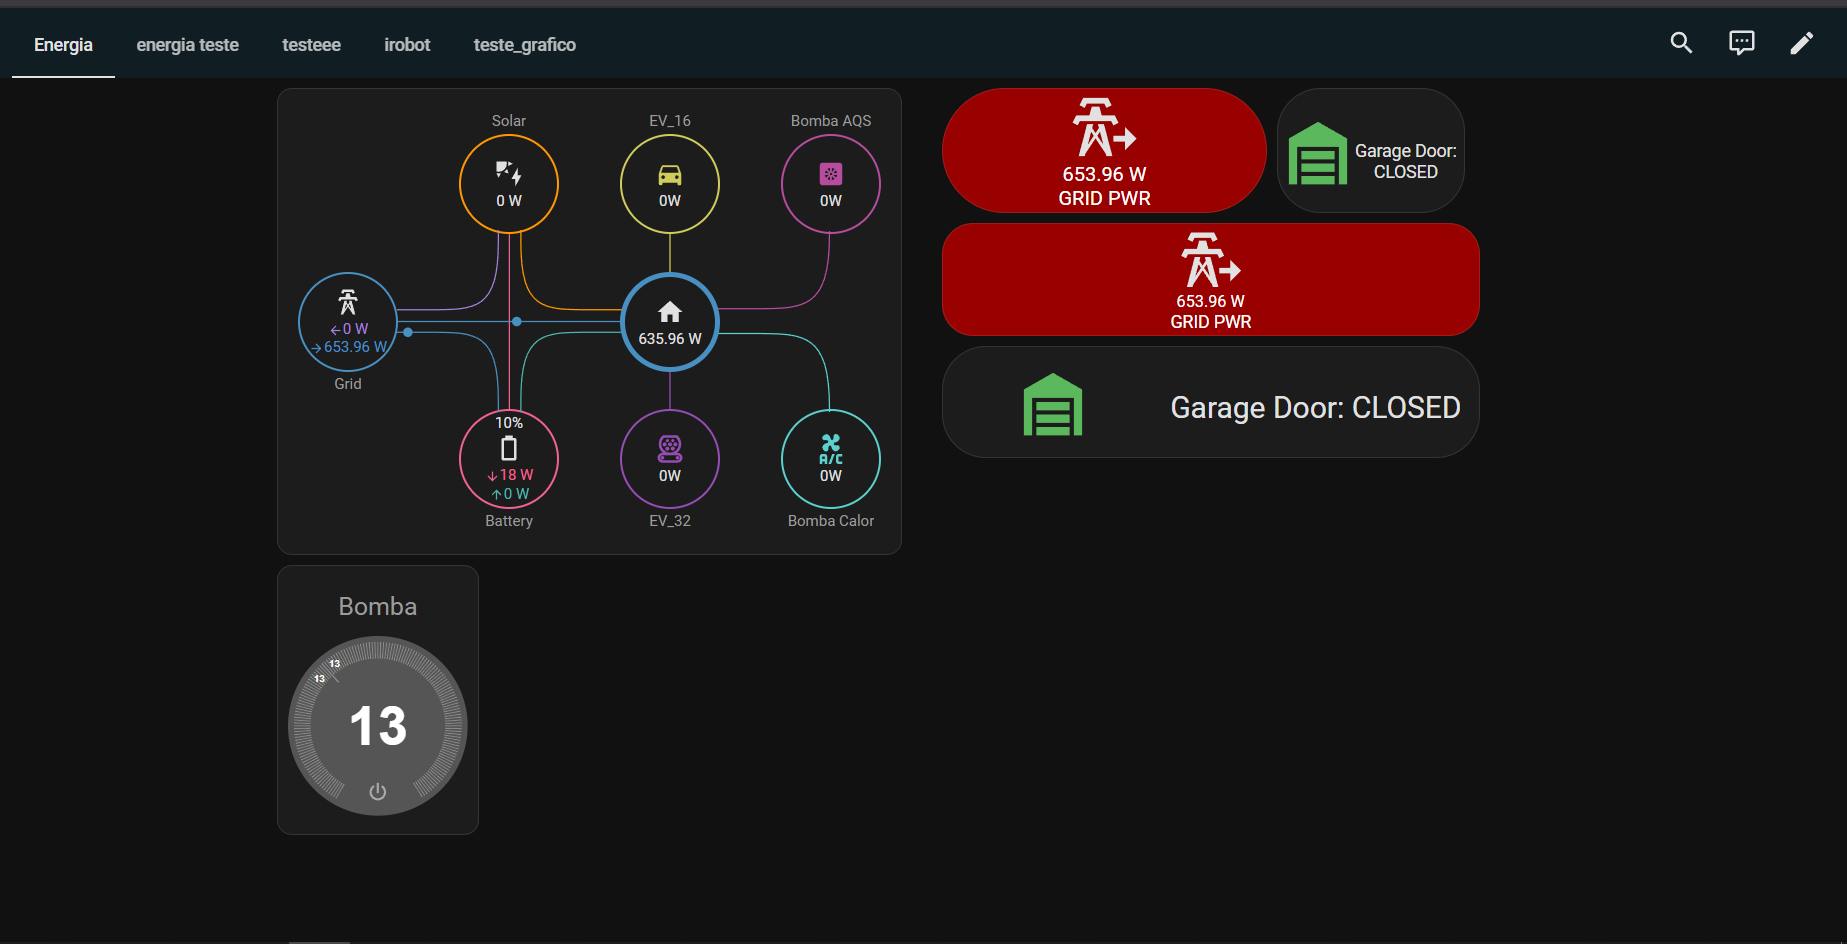 Energia energia teste testeee irobot teste_grafico
Solar EV_16 Bomba AQS
0 W 0W 0W
←0 W
→653.96 W
Grid
635.96 W
10%
↓18 W
↑0 W
Battery
0W
EV_32
A/C
0W
Bomba Calor
653.96 W
GRID PWR
Garage Door:
CLOSED
653.96 W
GRID PWR
Garage Door: CLOSED
Bomba
13
13
13